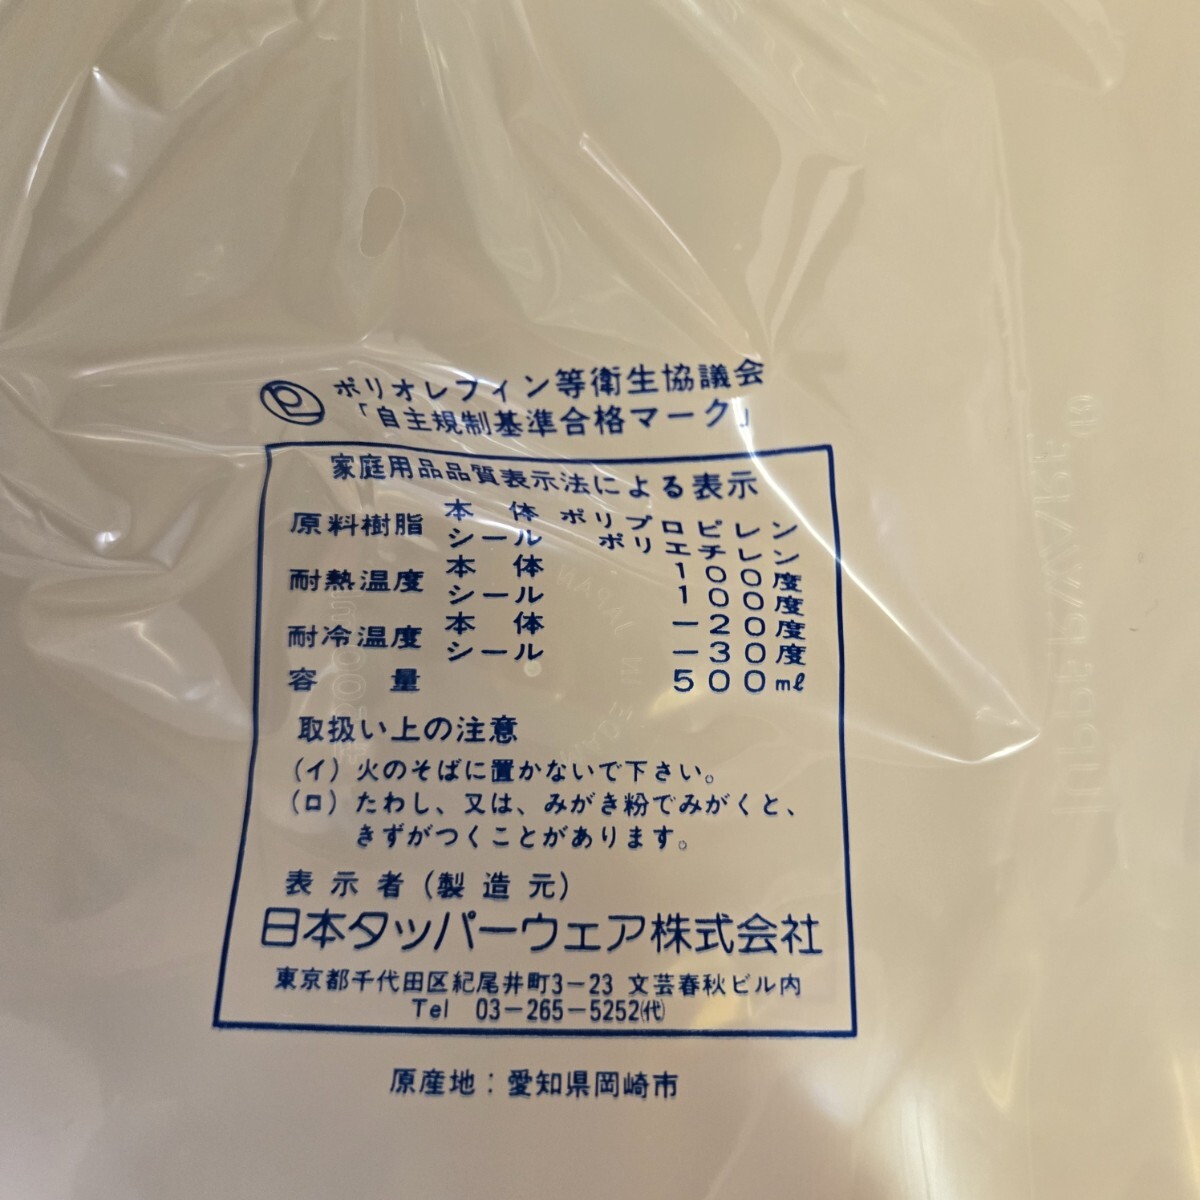 ポリオレフィン等衛生協議会
「自主規制基準合格マーク」
家庭用品品質表示法による表示
原料樹脂 本体 ポリプロピレン
シール ポリエチレン
耐熱温度 本体 100度
シール 100度
耐冷温度 本体 -20度
シール -30度
容量 500ml
取扱い上の注意
(イ) 火のそばに置かないで下さい。
(ロ) たわし、又は、みがき粉でみがくと、
きずがつくことがあります。
表示者(製造元)
日本タッパーウェア株式会社
東京都千代田区紀尾井町3-23 文芸春秋ビル内
Tel 03-265-5252(代)
原産地:愛知県岡崎市